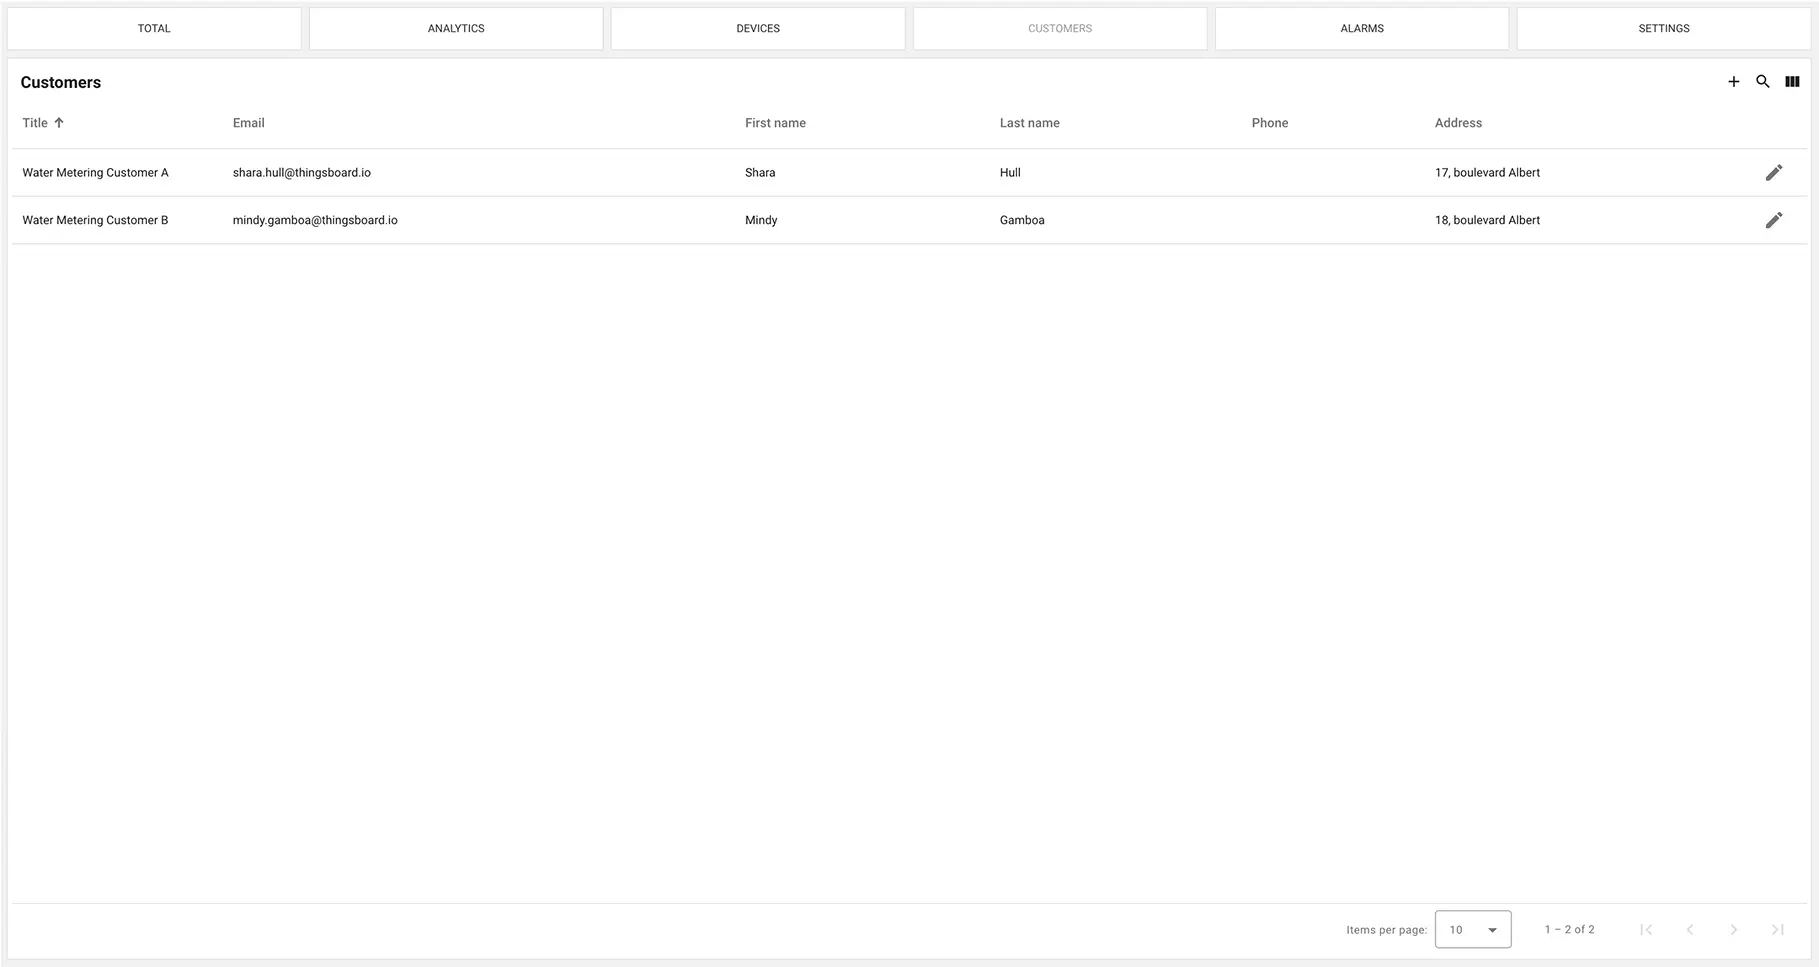 TOTAL ANALYTICS DEVICES CUSTOMERS ALARMS SETTINGS
Customers
Title Email First name Last name Phone Address
Water Metering Customer A shara.hull@thingsboard.io Shara Hull 17, boulevard Albert
Water Metering Customer B mindy.gamboa@thingsboard.io Mindy Gamboa 18, boulevard Albert
Items per page: 10 1 – 2 of 2